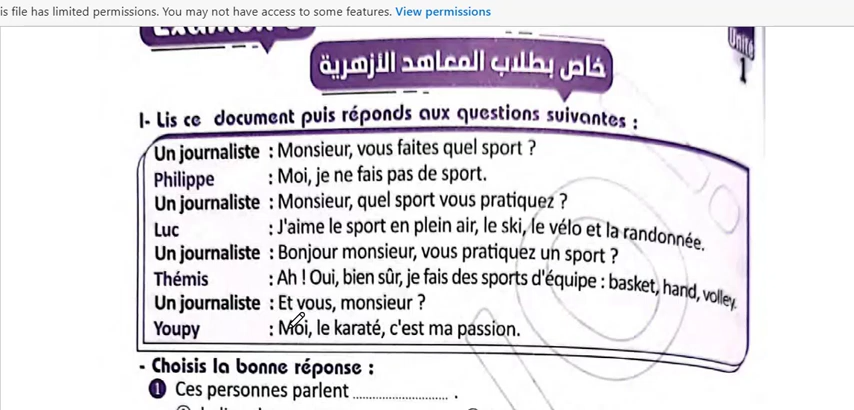 is file has limited permissions. You may not have access to some features. View permissions
Unité
1
خاص بطلاب المعاهد الأزهرية
I- Lis ce document puis réponds aux questions suivantes :
Un journaliste : Monsieur, vous faites quel sport ?
Philippe : Moi, je ne fais pas de sport.
Un journaliste : Monsieur, quel sport vous pratiquez ?
Luc : J'aime le sport en plein air, le ski, le vélo et la randonnée.
Un journaliste : Bonjour monsieur, vous pratiquez un sport ?
Thémis : Ah ! Oui, bien sûr, je fais des sports d'équipe : basket, hand, volley.
Un journaliste : Et vous, monsieur ?
Youpy : Moi, le karaté, c'est ma passion.
- Choisis la bonne réponse :
1 Ces personnes parlent .............................. .